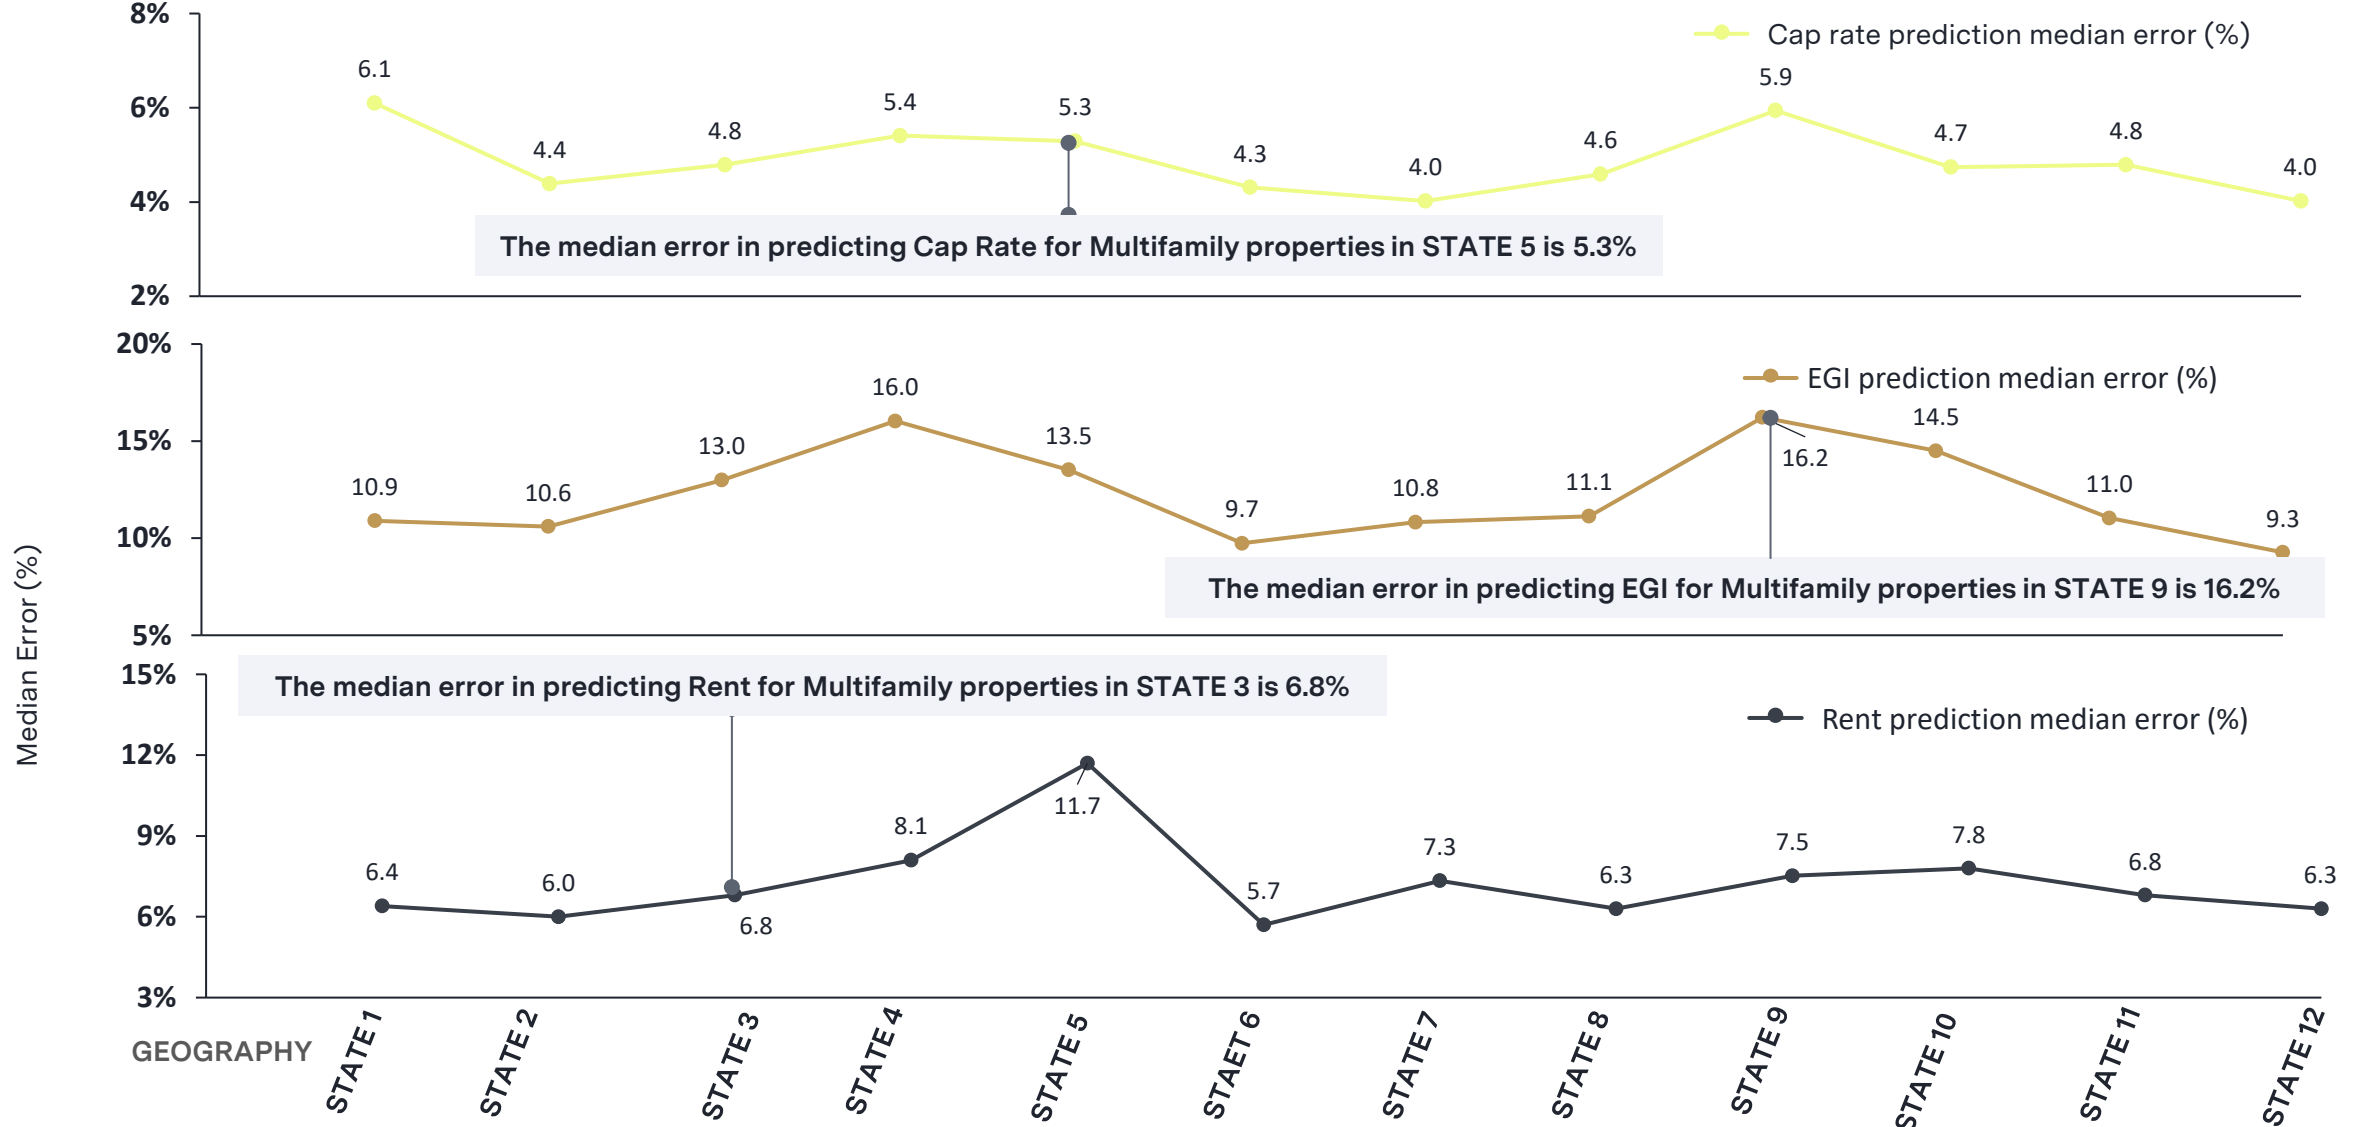 8%
Cap rate prediction median error (%)
6.1
5.9
6%
5.4
5.3
4.8
4.4
4.3
4.0
4.6
4.7
4.8
4.0
4%
The median error in predicting Cap Rate for Multifamily properties in STATE 5 is 5.3%
2%
20%
EGI prediction median error (%)
16.0
14.5
15%
13.0
13.5
16.2
10.9
10.6
9.7
10.8
11.1
11.0
9.3
10%
The median error in predicting EGI for Multifamily properties in STATE 9 is 16.2%
5%
Median Error (%)
15%
The median error in predicting Rent for Multifamily properties in STATE 3 is 6.8%
Rent prediction median error (%)
12%
11.7
9%
8.1
6.4
6.0
6.8
5.7
7.3
6.3
7.5
7.8
6.8
6.3
6%
3%
GEOGRAPHY
STATE 1
STATE 2
STATE 3
STATE 4
STATE 5
STAET 6
STATE 7
STATE 8
STATE 9
STATE 10
STATE 11
STATE 12